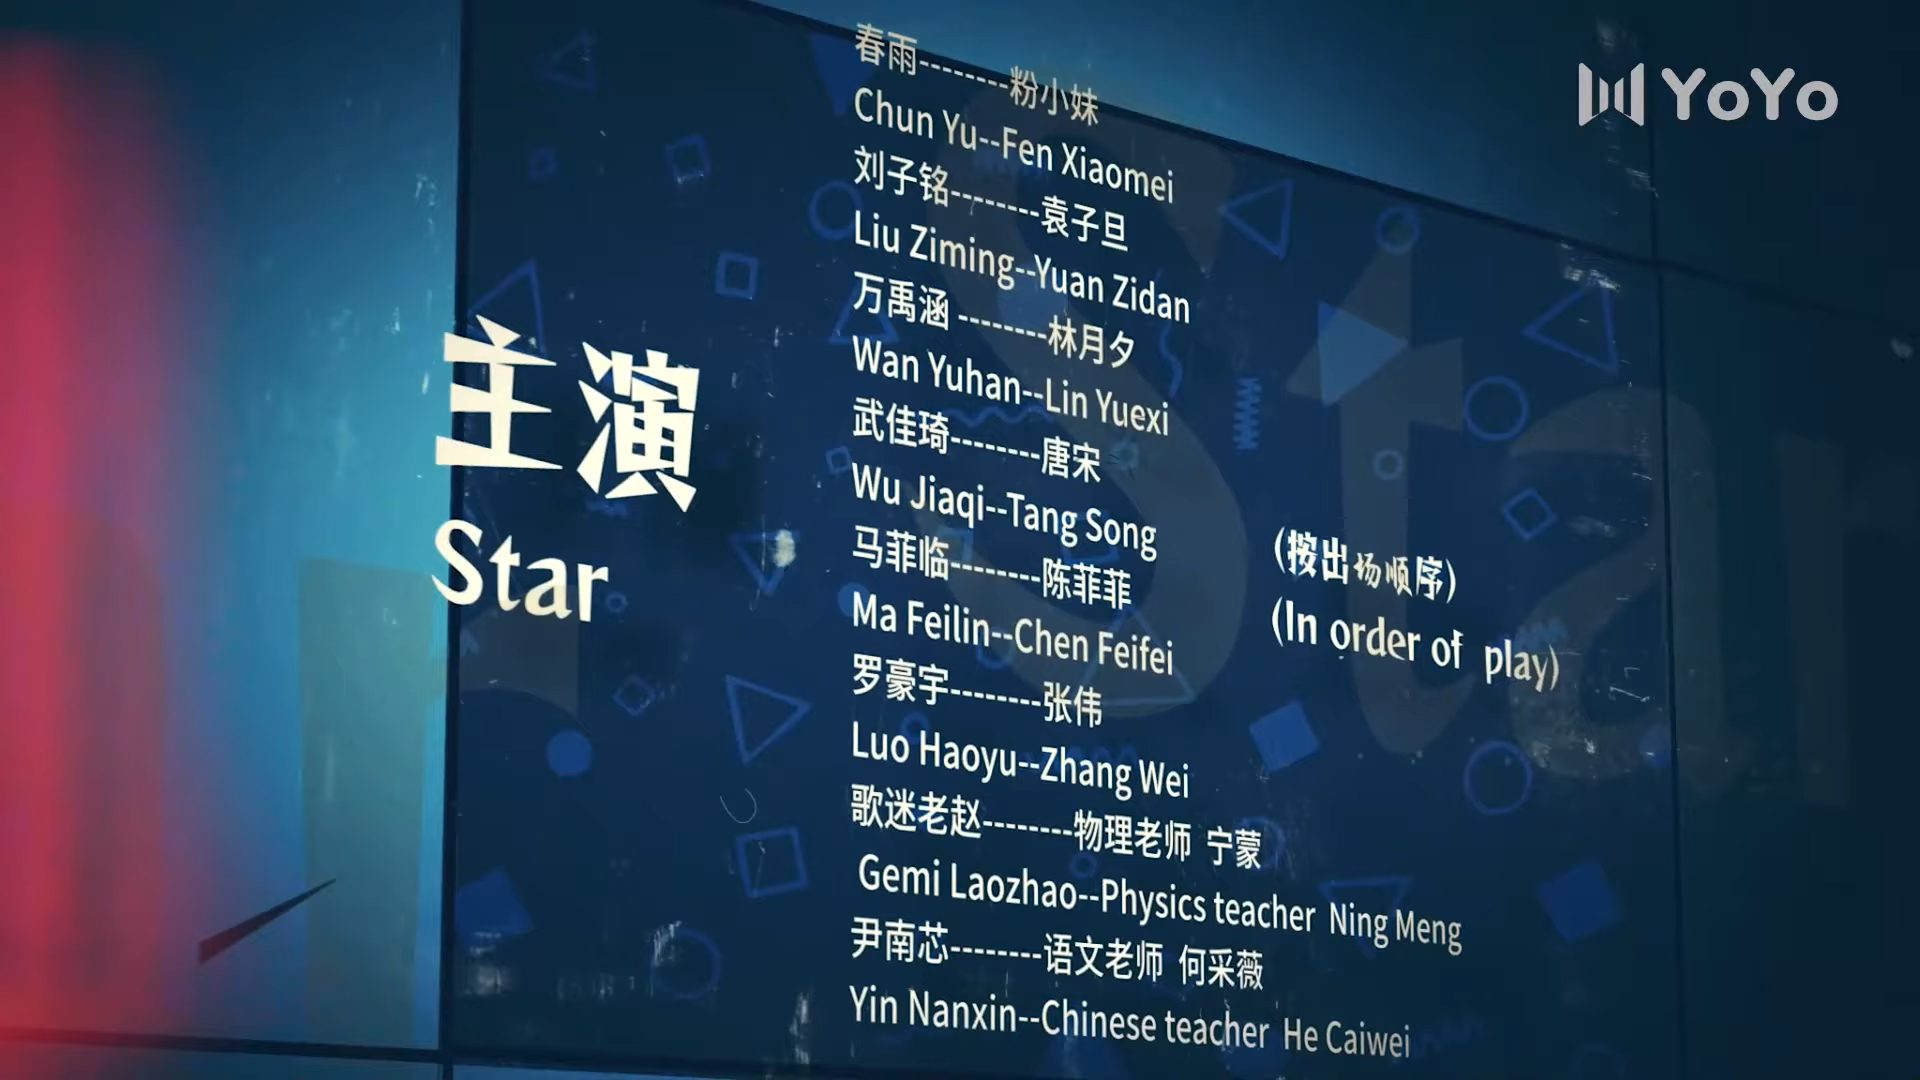 YoYo
主演
Star
春雨--------粉小妹
Chun Yu--Fen Xiaomei
刘子铭--------袁子旦
Liu Ziming--Yuan Zidan
万禹涵 --------林月夕
Wan Yuhan--Lin Yuexi
武佳琦--------唐宋
Wu Jiaqi--Tang Song
马菲临--------陈菲菲
Ma Feilin--Chen Feifei
罗豪宇--------张伟
Luo Haoyu--Zhang Wei
歌迷老赵--------物理老师 宁蒙
Gemi Laozhao--Physics teacher Ning Meng
尹南芯--------语文老师 何采薇
Yin Nanxin--Chinese teacher He Caiwei
(按出场顺序)
(In order of play)
Star